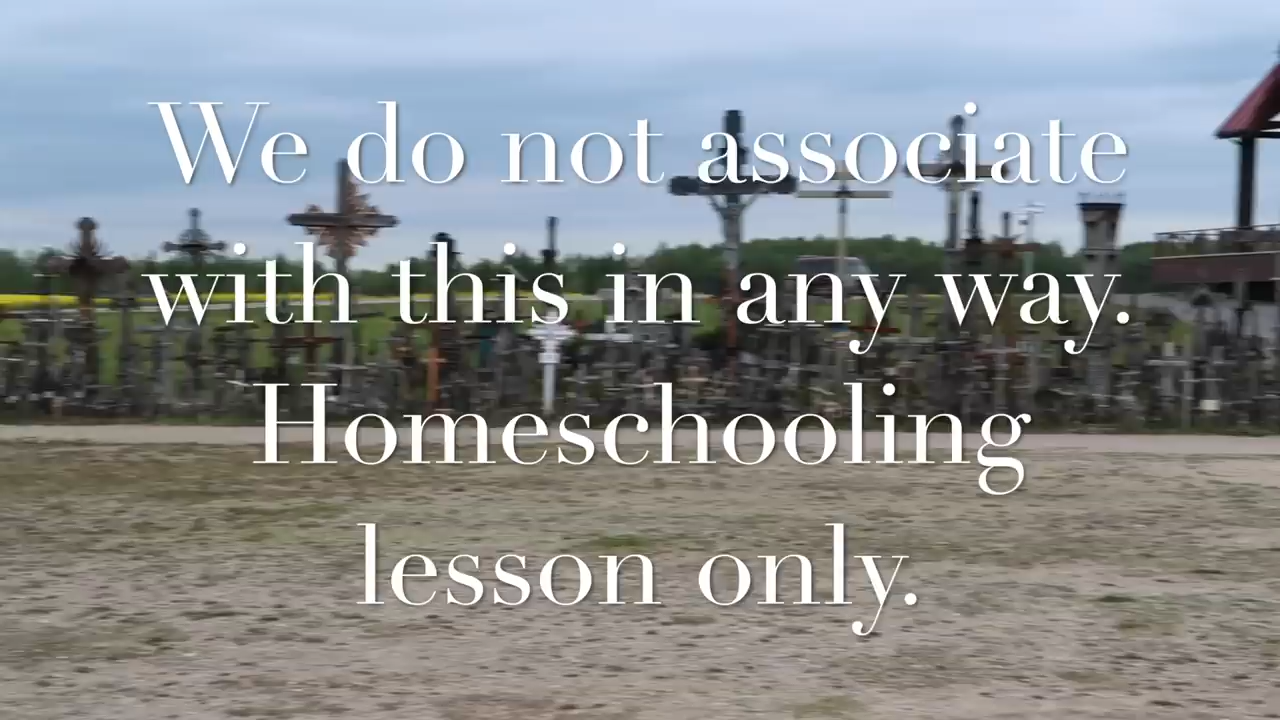 We do not associate
with this in any way.
Homeschooling
lesson only.